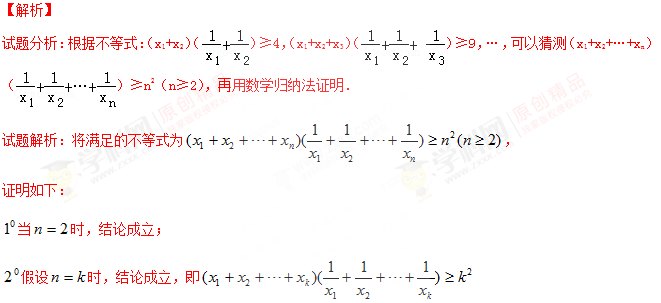 【解析】
试题分析：根据不等式：(x₁+x₂)(1/x₁+1/x₂)≥4，(x₁+x₂+x₃)(1/x₁+1/x₂+1/x₃)≥9，…，可以猜测(x₁+x₂+…+xₙ)
(1/x₁+1/x₂+…+1/xₙ)≥n²(n≥2)，再用数学归纳法证明．
试题解析：将满足的不等式为(x₁+x₂+⋯+xₙ)(1/x₁+1/x₂+⋯+1/xₙ)≥n²(n≥2)，
证明如下：
1⁰当n=2时，结论成立；
2⁰假设n=k时，结论成立，即(x₁+x₂+⋯+xₖ)(1/x₁+1/x₂+⋯+1/xₖ)≥k²